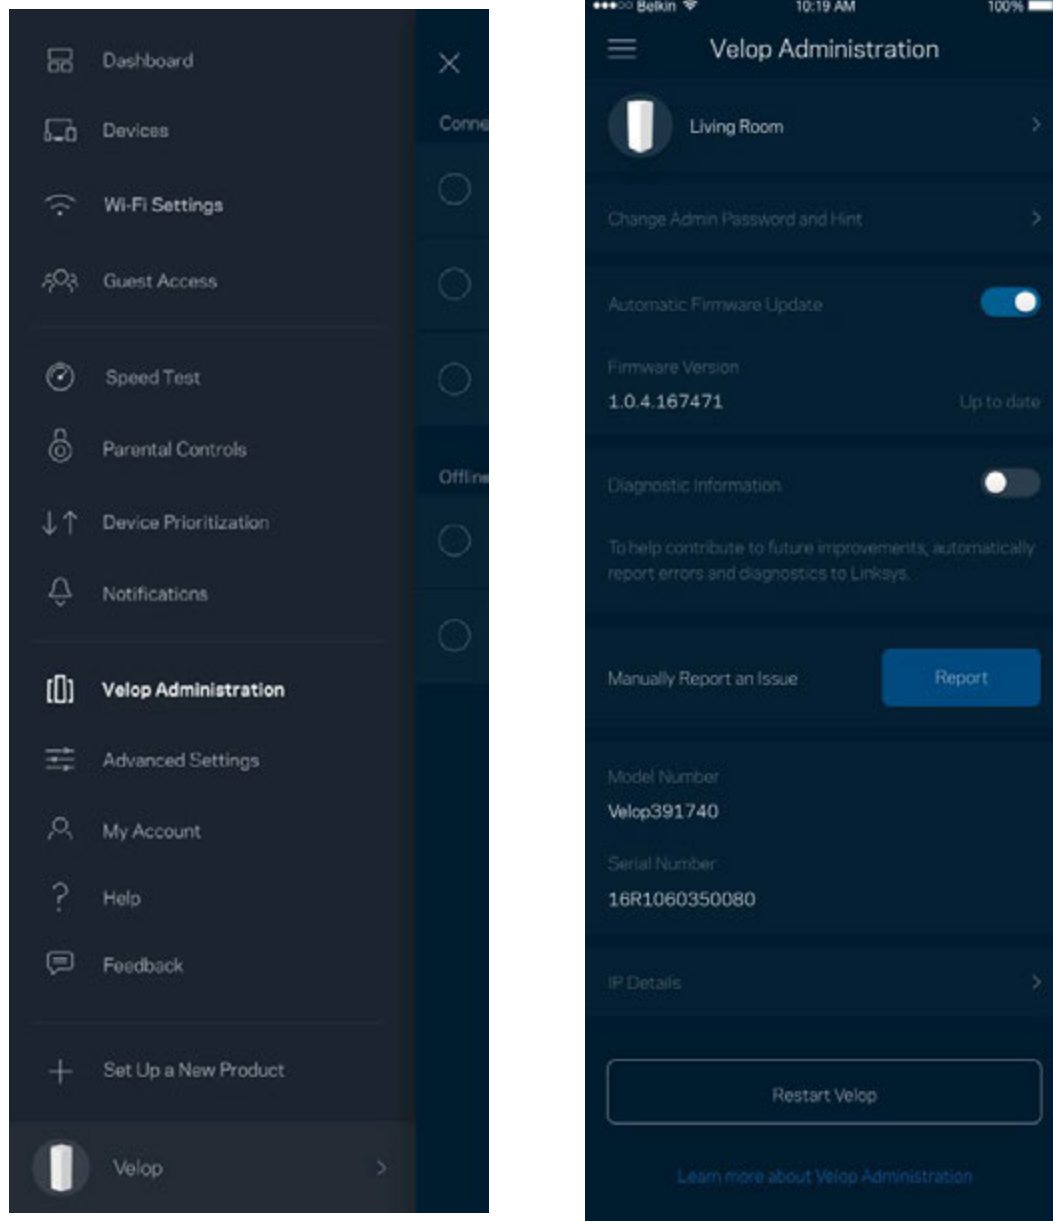 Dashboard
Devices
Wi-Fi Settings
Guest Access
Speed Test
Parental Controls
Device Prioritization
Notifications
Velop Administration
Advanced Settings
My Account
? Help
Feedback
+ Set Up a New Product
Velop
Conne
Offline
Belkin 10:19 AM 100%
Velop Administration
Living Room
Change Admin Password and Hint
Automatic Firmware Update
Firmware Version
1.0.4.167471 Up to date
Diagnostic Information
To help contribute to future improvements, automatically
report errors and diagnostics to Linksys.
Manually Report an Issue Report
Model Number
Velop391740
Serial Number
16R1060350080
IP Details
Restart Velop
Learn more about Velop Administration